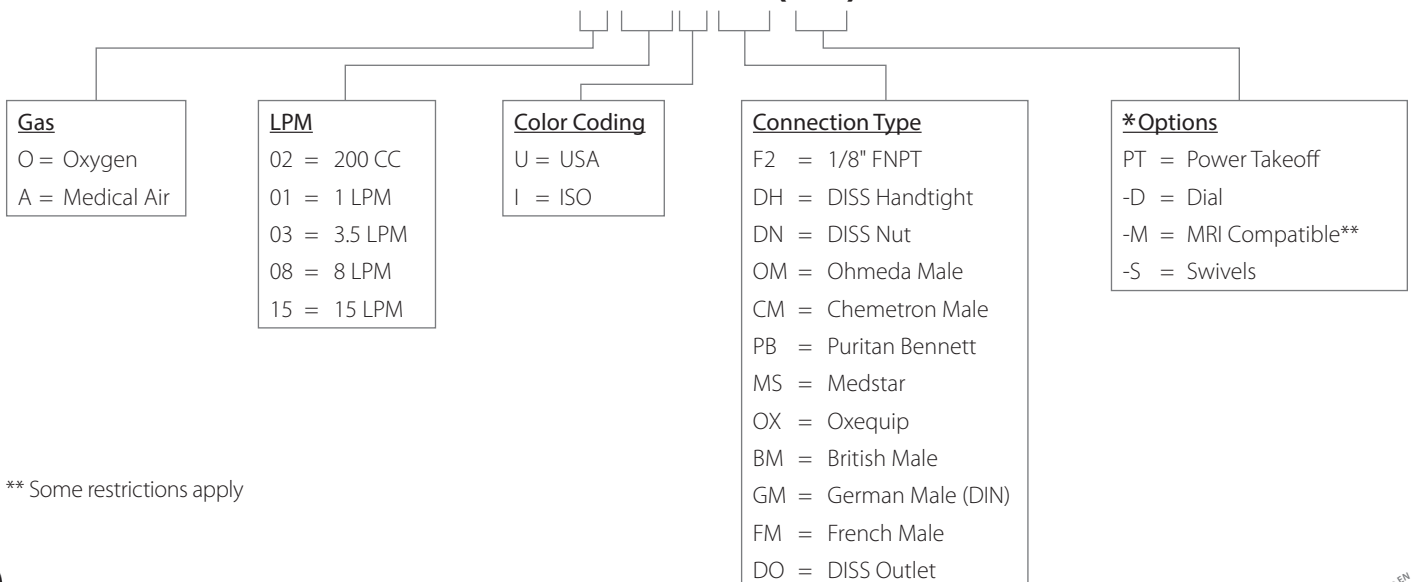 Gas
O = Oxygen
A = Medical Air
LPM
02 = 200 CC
01 = 1 LPM
03 = 3.5 LPM
08 = 8 LPM
15 = 15 LPM
Color Coding
U = USA
I = ISO
Connection Type
F2 = 1/8" FNPT
DH = DISS Handtight
DN = DISS Nut
OM = Ohmeda Male
CM = Chemetron Male
PB = Puritan Bennett
MS = Medstar
OX = Oxequip
BM = British Male
GM = German Male (DIN)
FM = French Male
DO = DISS Outlet
*Options
PT = Power Takeoff
-D = Dial
-M = MRI Compatible**
-S = Swivels
** Some restrictions apply